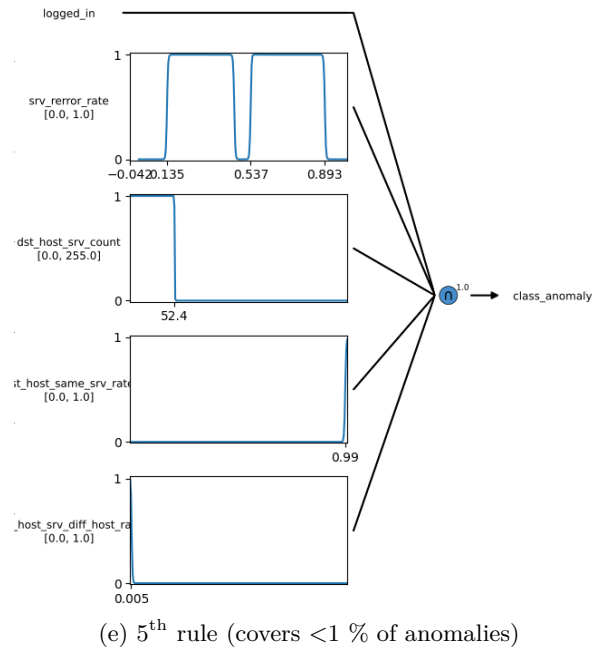 logged_in
1
srv_rerror_rate
[0.0, 1.0]
0
−0.042 0.135 0.537 0.893
1
dst_host_srv_count
[0.0, 255.0]
0
52.4
1
st_host_same_srv_rate
[0.0, 1.0]
0
0.99
1
_host_srv_diff_host_ra
[0.0, 1.0]
0
0.005
∩ 1.0
class_anomaly
(e) 5th rule (covers <1 % of anomalies)